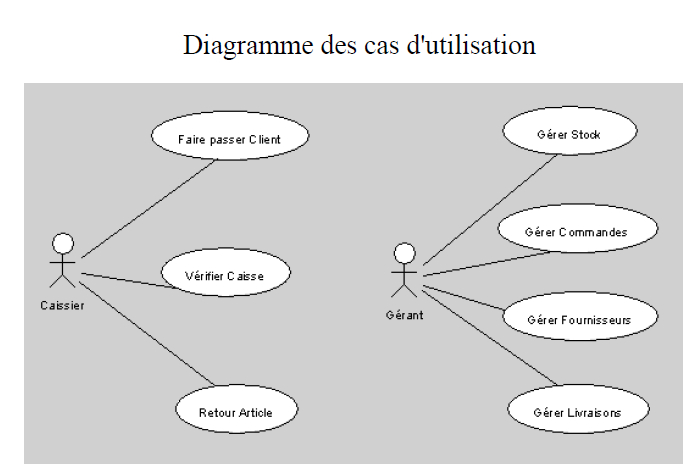 Diagramme des cas d'utilisation
Faire passer Client
Vérifier Caisse
Caissier
Retour Article
Gérer Stock
Gérer Commandes
Gérant
Gérer Fournisseurs
Gérer Livraisons